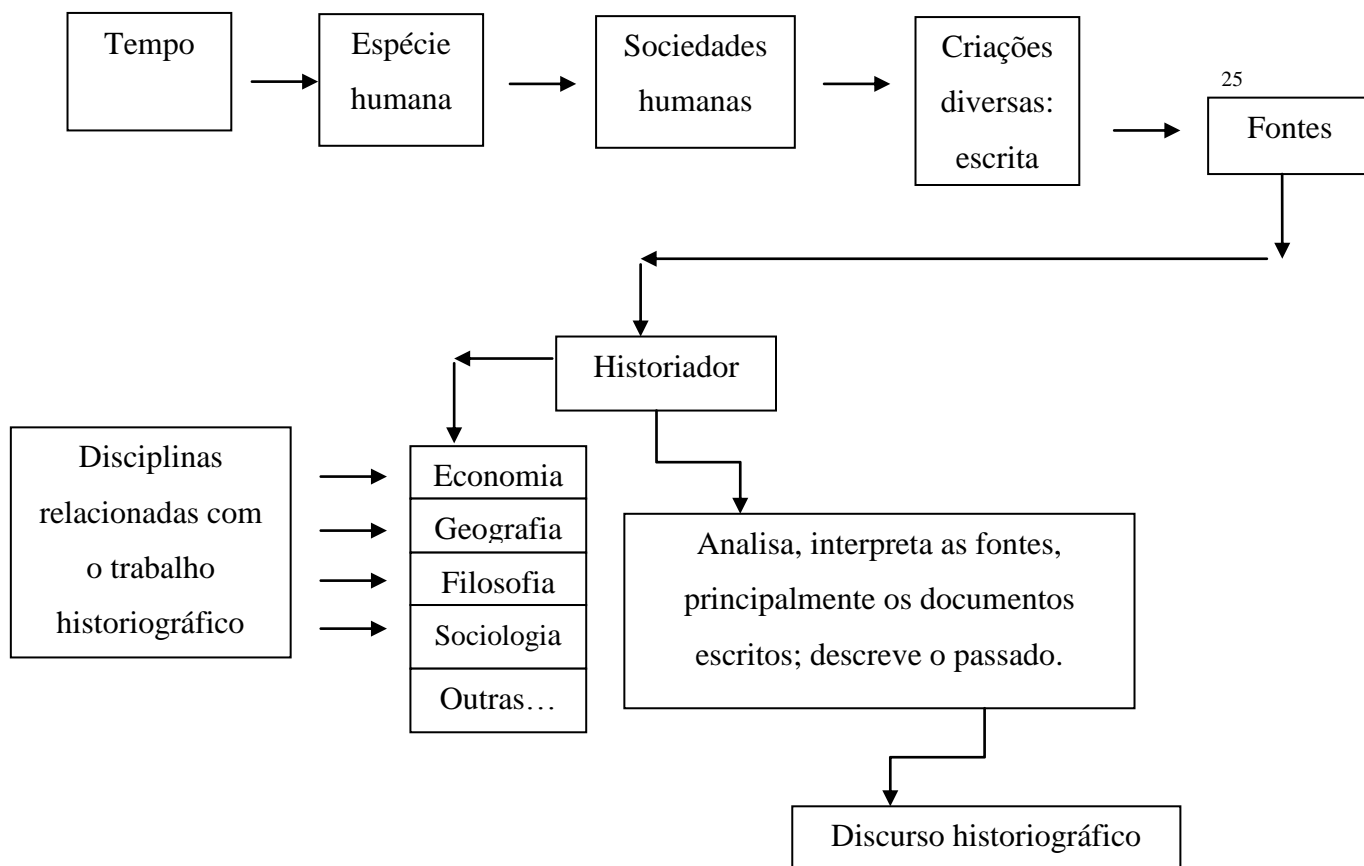 Tempo
Espécie
humana
Sociedades
humanas
Criações
diversas:
escrita
25
Fontes
Historiador
Disciplinas
relacionadas com
o trabalho
historiográfico
Economia
Geografia
Filosofia
Sociologia
Outras…
Analisa, interpreta as fontes,
principalmente os documentos
escritos; descreve o passado.
Discurso historiográfico